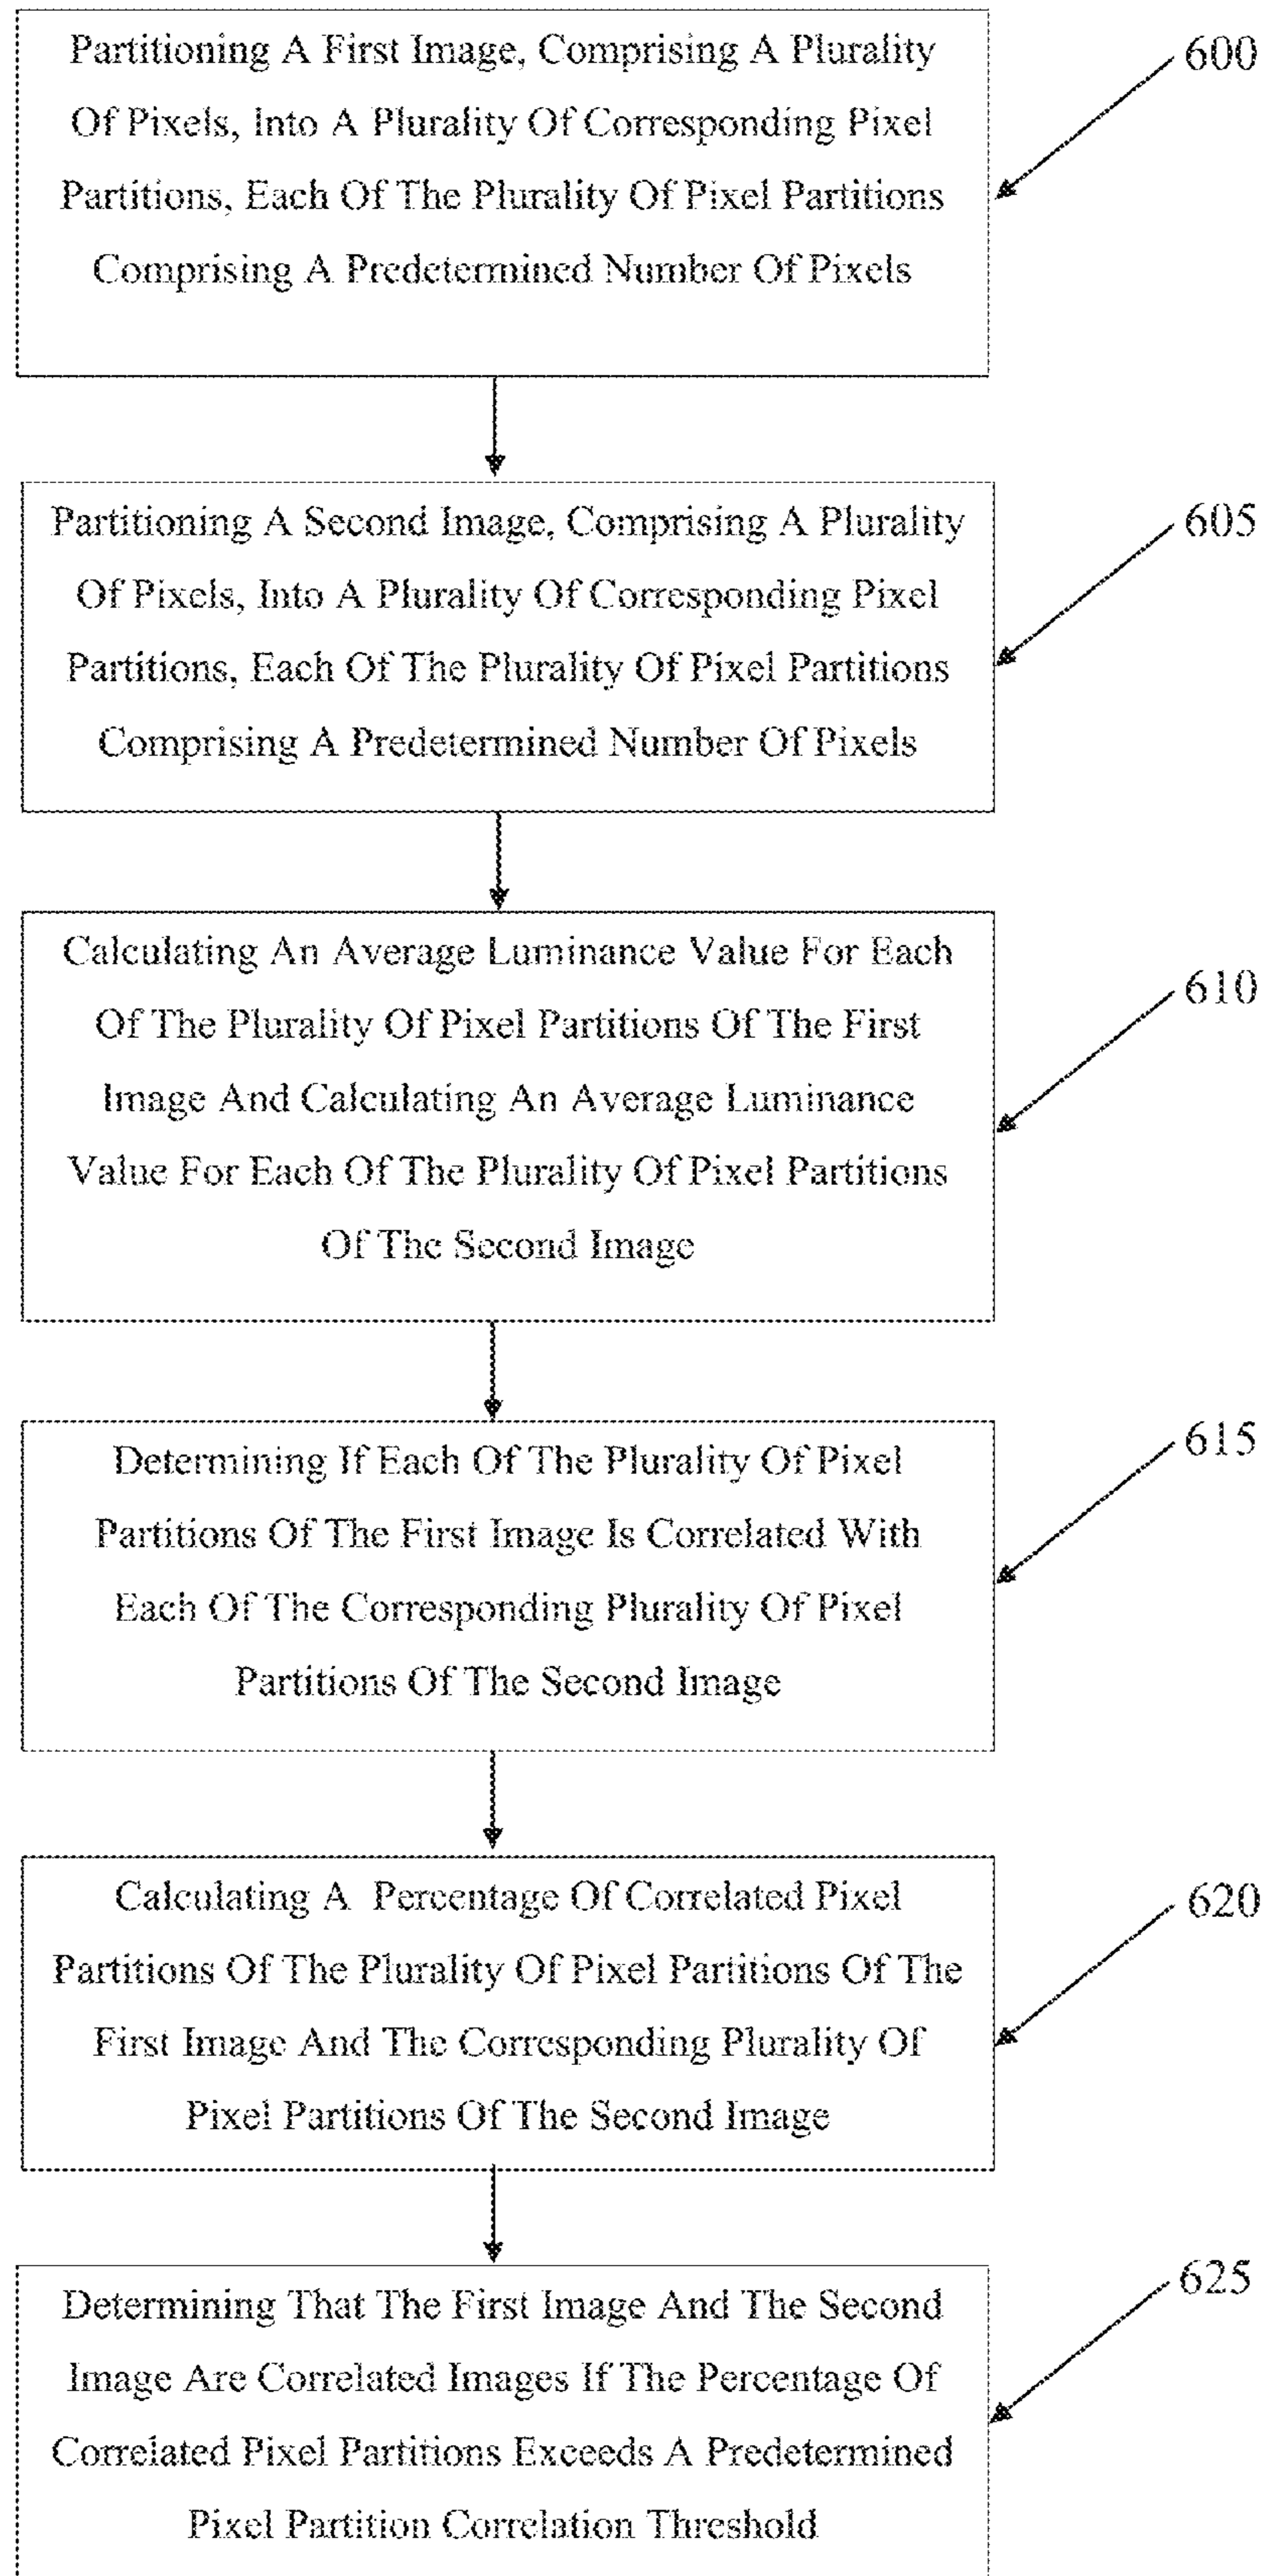 Partitioning A First Image, Comprising A Plurality
Of Pixels, Into A Plurality Of Corresponding Pixel
Partitions, Each Of The Plurality Of Pixel Partitions
Comprising A Predetermined Number Of Pixels
600
Partitioning A Second Image, Comprising A Plurality
Of Pixels, Into A Plurality Of Corresponding Pixel
Partitions, Each Of The Plurality Of Pixel Partitions
Comprising A Predetermined Number Of Pixels
605
Calculating An Average Luminance Value For Each
Of The Plurality Of Pixel Partitions Of The First
Image And Calculating An Average Luminance
Value For Each Of The Plurality Of Pixel Partitions
Of The Second Image
610
Determining If Each Of The Plurality Of Pixel
Partitions Of The First Image Is Correlated With
Each Of The Corresponding Plurality Of Pixel
Partitions Of The Second Image
615
Calculating A Percentage Of Correlated Pixel
Partitions Of The Plurality Of Pixel Partitions Of The
First Image And The Corresponding Plurality Of
Pixel Partitions Of The Second Image
620
Determining That The First Image And The Second
Image Are Correlated Images If The Percentage Of
Correlated Pixel Partitions Exceeds A Predetermined
Pixel Partition Correlation Threshold
625